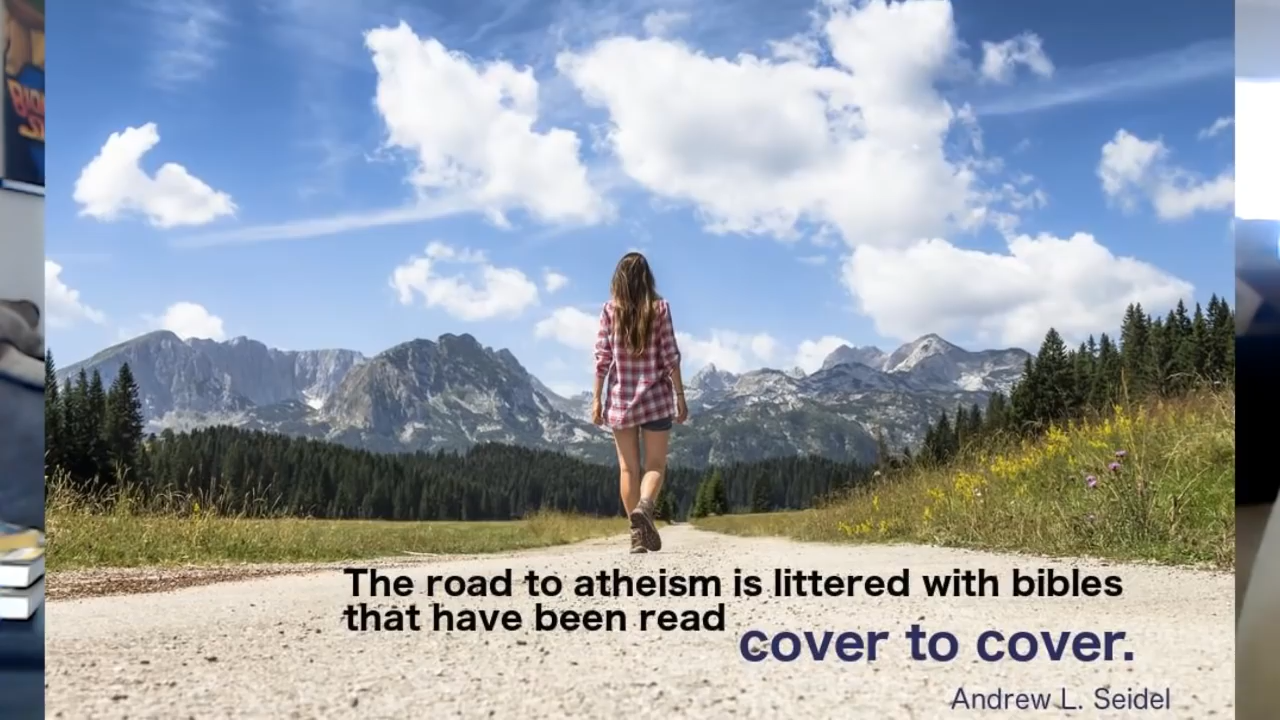 The road to atheism is littered with bibles
that have been read
cover to cover.
Andrew L. Seidel